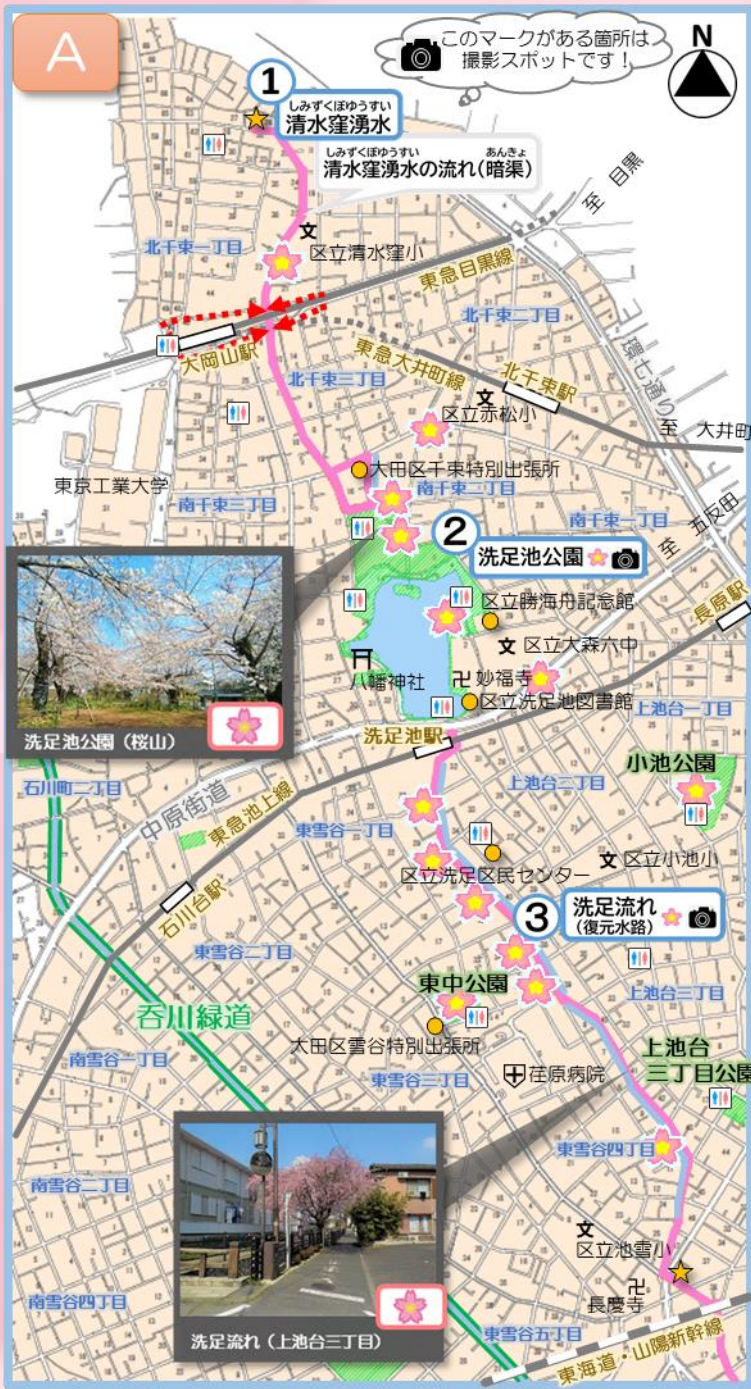 A
このマークがある箇所は
撮影スポットです！
N
1
しみずくぼゆうすい
清水窪湧水
しみずくぼゆうすい あんきょ
清水窪湧水の流れ(暗渠)
至 目黒
文
区立清水窪小
北千束一丁目
東急目黒線
北千束二丁目
大岡山駅
東急大井町線
北千束駅
環七通り
北千束三丁目
文
区立赤松小
至 大井町
大田区千束特別出張所
東京工業大学
南千束三丁目
南千束二丁目
南千束一丁目
至 五反田
2
洗足池公園
長原駅
区立勝海舟記念館
文 区立大森六中
八幡神社
卍 妙福寺
区立洗足池図書館
上池台一丁目
洗足池公園（桜山）
洗足池駅
石川町二丁目
中原街道
東急池上線
上池台二丁目
小池公園
東雪谷一丁目
文 区立小池小
区立洗足区民センター
石川台駅
3
洗足流れ
(復元水路)
東雪谷二丁目
東中公園
上池台三丁目
呑川緑道
大田区雪谷特別出張所
南雪谷一丁目
上池台
三丁目公園
東雪谷三丁目
荏原病院
東雪谷四丁目
南雪谷二丁目
文
区立池雪小
卍
長慶寺
南雪谷四丁目
洗足流れ（上池台三丁目）
東雪谷五丁目
東海道・山陽新幹線